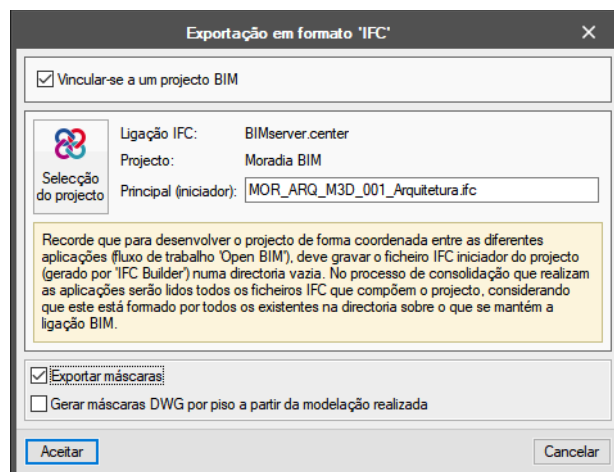 Exportação em formato 'IFC'
Vincular-se a um projecto BIM
Ligação IFC: BIMserver.center
Projecto: Moradia BIM
Selecção do projecto
Principal (iniciador): MOR_ARQ_M3D_001_Arquitetura.ifc
Recorde que para desenvolver o projecto de forma coordenada entre as diferentes
aplicações (fluxo de trabalho 'Open BIM'), deve gravar o ficheiro IFC iniciador do projecto
(gerado por 'IFC Builder') numa directoria vazia. No processo de consolidação que realizam
as aplicações serão lidos todos os ficheiros IFC que compõem o projecto, considerando
que este está formado por todos os existentes na directoria sobre o que se mantém a
ligação BIM.
Exportar máscaras
Gerar máscaras DWG por piso a partir da modelação realizada
Aceitar
Cancelar